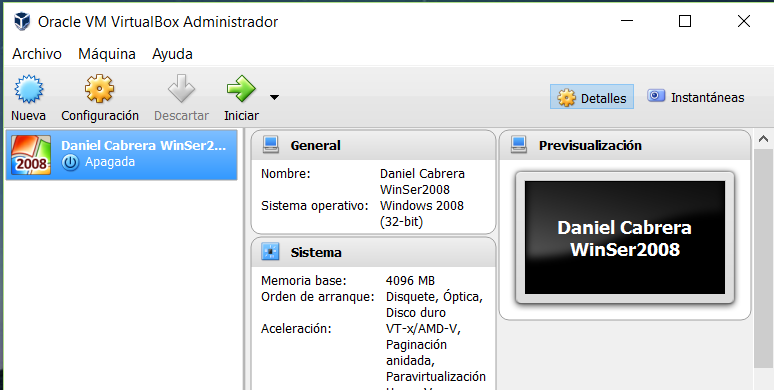 Oracle VM VirtualBox Administrador
Archivo Máquina Ayuda
Nueva Configuración Descartar Iniciar
Detalles Instantáneas
2008
Daniel Cabrera WinSer2...
Apagada
General
Nombre: Daniel Cabrera
WinSer2008
Sistema operativo: Windows 2008
(32-bit)
Sistema
Memoria base: 4096 MB
Orden de arranque: Disquete, Óptica,
Disco duro
Aceleración: VT-x/AMD-V,
Paginación
anidada,
Paravirtualización
Previsualización
Daniel Cabrera
WinSer2008